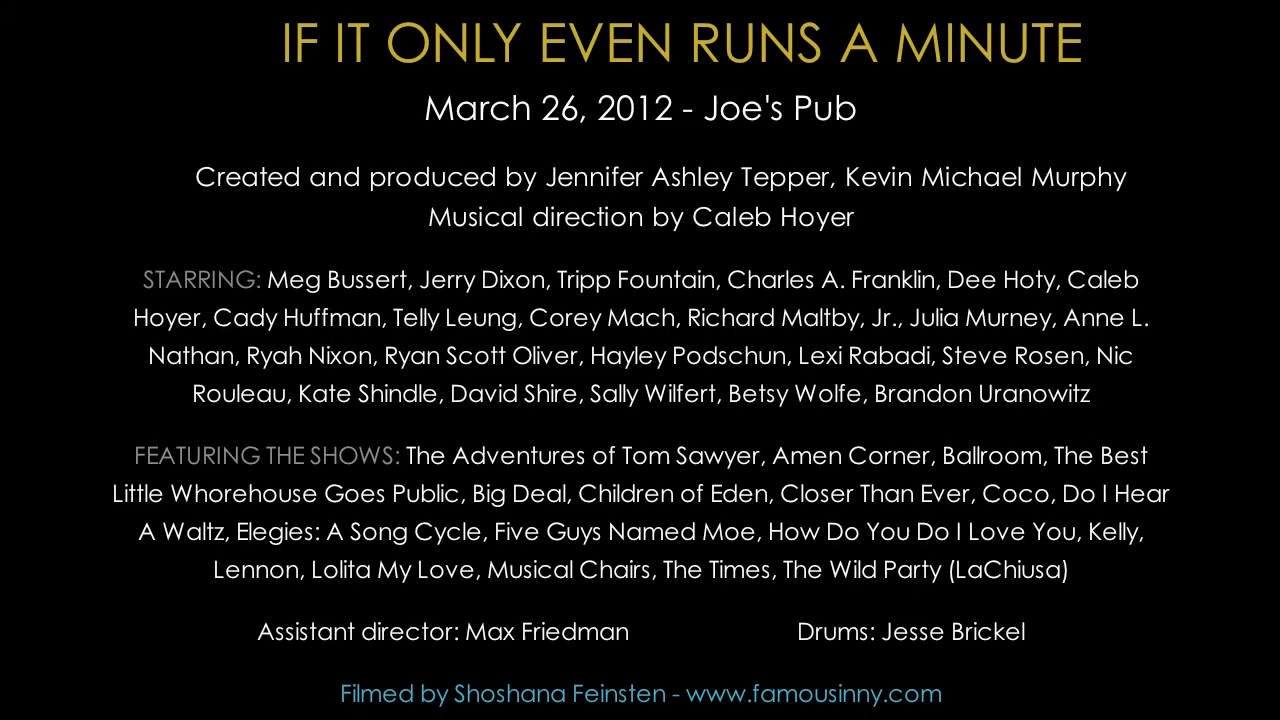 IF IT ONLY EVEN RUNS A MINUTE
March 26, 2012 - Joe's Pub
Created and produced by Jennifer Ashley Tepper, Kevin Michael Murphy
Musical direction by Caleb Hoyer
STARRING: Meg Bussert, Jerry Dixon, Tripp Fountain, Charles A. Franklin, Dee Hoty, Caleb
Hoyer, Cady Huffman, Telly Leung, Corey Mach, Richard Maltby, Jr., Julia Murney, Anne L.
Nathan, Ryah Nixon, Ryan Scott Oliver, Hayley Podschun, Lexi Rabadi, Steve Rosen, Nic
Rouleau, Kate Shindle, David Shire, Sally Wilfert, Betsy Wolfe, Brandon Uranowitz
FEATURING THE SHOWS: The Adventures of Tom Sawyer, Amen Corner, Ballroom, The Best
Little Whorehouse Goes Public, Big Deal, Children of Eden, Closer Than Ever, Coco, Do I Hear
A Waltz, Elegies: A Song Cycle, Five Guys Named Moe, How Do You Do I Love You, Kelly,
Lennon, Lolita My Love, Musical Chairs, The Times, The Wild Party (LaChiusa)
Assistant director: Max Friedman Drums: Jesse Brickel
Filmed by Shoshana Feinsten - www.famousinny.com